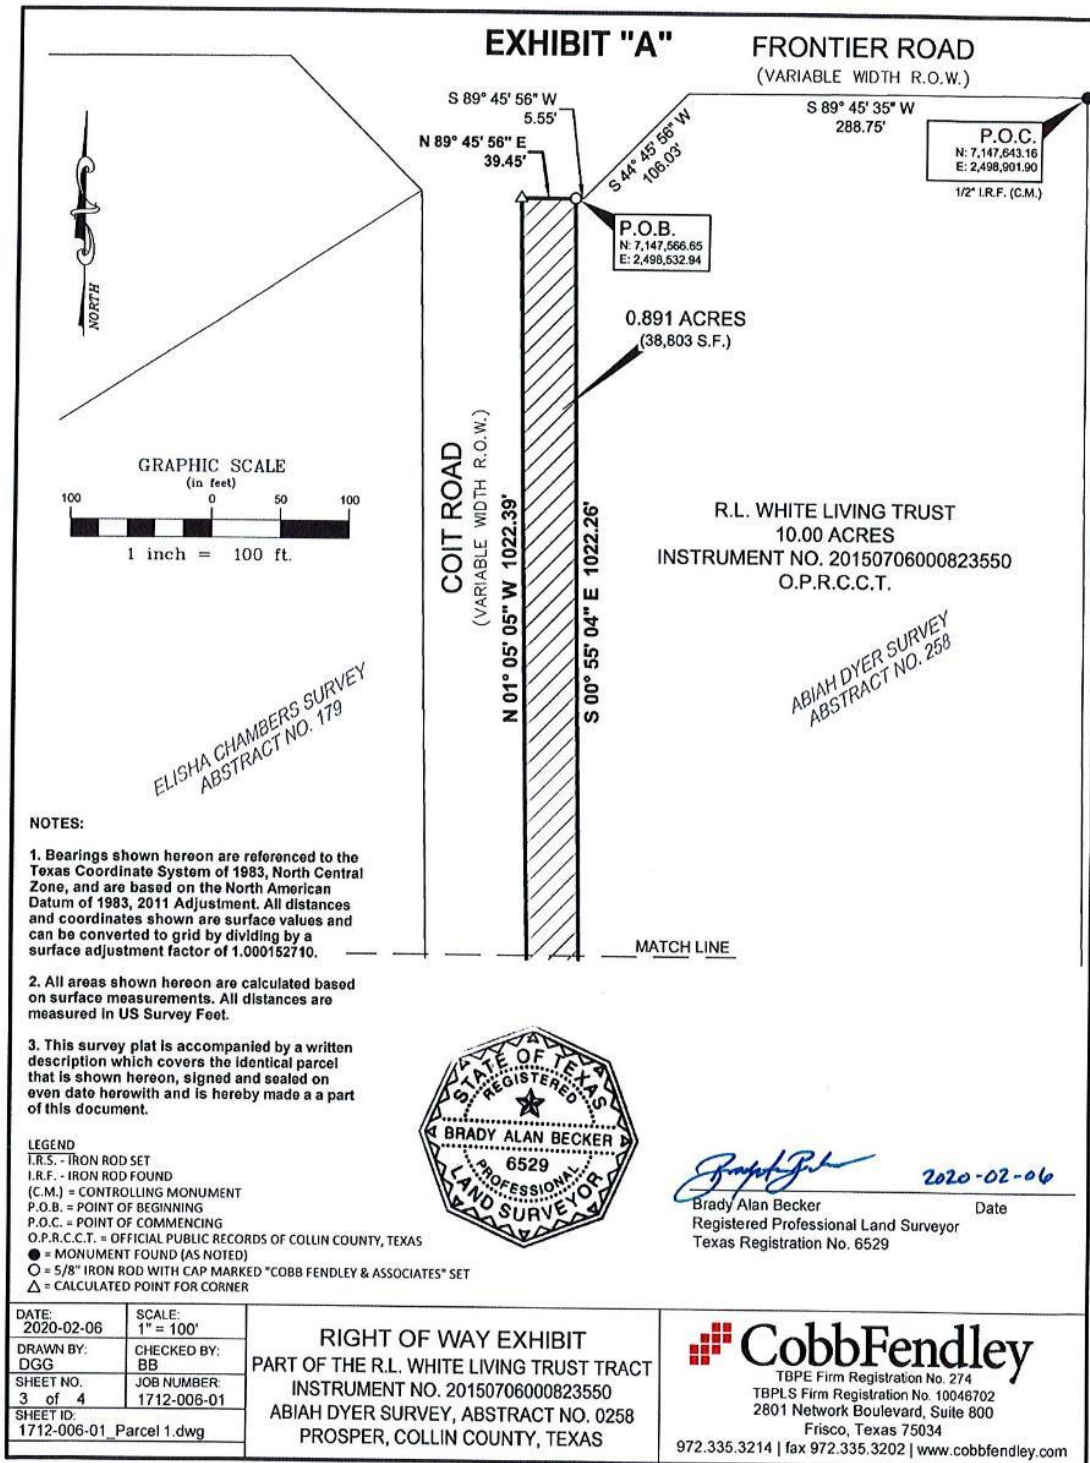 EXHIBIT "A"
FRONTIER ROAD
(VARIABLE WIDTH R.O.W.)
S 89° 45' 56" W
5.55'
N 89° 45' 56" E
39.45'
S 44° 45' 56" W
106.03'
S 89° 45' 35" W
288.75'
P.O.C.
N: 7,147,643.16
E: 2,498,901.90
1/2" I.R.F. (C.M.)
P.O.B.
N: 7,147,566.65
E: 2,498,532.94
NORTH
0.891 ACRES
(38,803 S.F.)
GRAPHIC SCALE
(in feet)
100 0 50 100
1 inch = 100 ft.
COIT ROAD
(VARIABLE WIDTH R.O.W.)
N 01° 05' 05" W 1022.39'
S 00° 55' 04" E 1022.26'
R.L. WHITE LIVING TRUST
10.00 ACRES
INSTRUMENT NO. 20150706000823550
O.P.R.C.C.T.
ELISHA CHAMBERS SURVEY
ABSTRACT NO. 179
ABIAH DYER SURVEY
ABSTRACT NO. 258
MATCH LINE
NOTES:
1. Bearings shown hereon are referenced to the
Texas Coordinate System of 1983, North Central
Zone, and are based on the North American
Datum of 1983, 2011 Adjustment. All distances
and coordinates shown are surface values and
can be converted to grid by dividing by a
surface adjustment factor of 1.000152710.
2. All areas shown hereon are calculated based
on surface measurements. All distances are
measured in US Survey Feet.
3. This survey plat is accompanied by a written
description which covers the identical parcel
that is shown hereon, signed and sealed on
even date herewith and is hereby made a a part
of this document.
LEGEND
I.R.S. - IRON ROD SET
I.R.F. - IRON ROD FOUND
(C.M.) = CONTROLLING MONUMENT
P.O.B. = POINT OF BEGINNING
P.O.C. = POINT OF COMMENCING
O.P.R.C.C.T. = OFFICIAL PUBLIC RECORDS OF COLLIN COUNTY, TEXAS
= MONUMENT FOUND (AS NOTED)
= 5/8" IRON ROD WITH CAP MARKED "COBB FENDLEY & ASSOCIATES" SET
= CALCULATED POINT FOR CORNER
STATE OF TEXAS
REGISTERED
BRADY ALAN BECKER
6529
PROFESSIONAL
LAND SURVEYOR
2020-02-06
Brady Alan Becker Date
Registered Professional Land Surveyor
Texas Registration No. 6529
DATE:
2020-02-06
SCALE:
1" = 100'
DRAWN BY:
DGG
CHECKED BY:
BB
SHEET NO.
3 of 4
JOB NUMBER:
1712-006-01
SHEET ID:
1712-006-01_Parcel 1.dwg
RIGHT OF WAY EXHIBIT
PART OF THE R.L. WHITE LIVING TRUST TRACT
INSTRUMENT NO. 20150706000823550
ABIAH DYER SURVEY, ABSTRACT NO. 0258
PROSPER, COLLIN COUNTY, TEXAS
CobbFendley
TBPE Firm Registration No. 274
TBPLS Firm Registration No. 10046702
2801 Network Boulevard, Suite 800
Frisco, Texas 75034
972.335.3214 | fax 972.335.3202 | www.cobbfendley.com